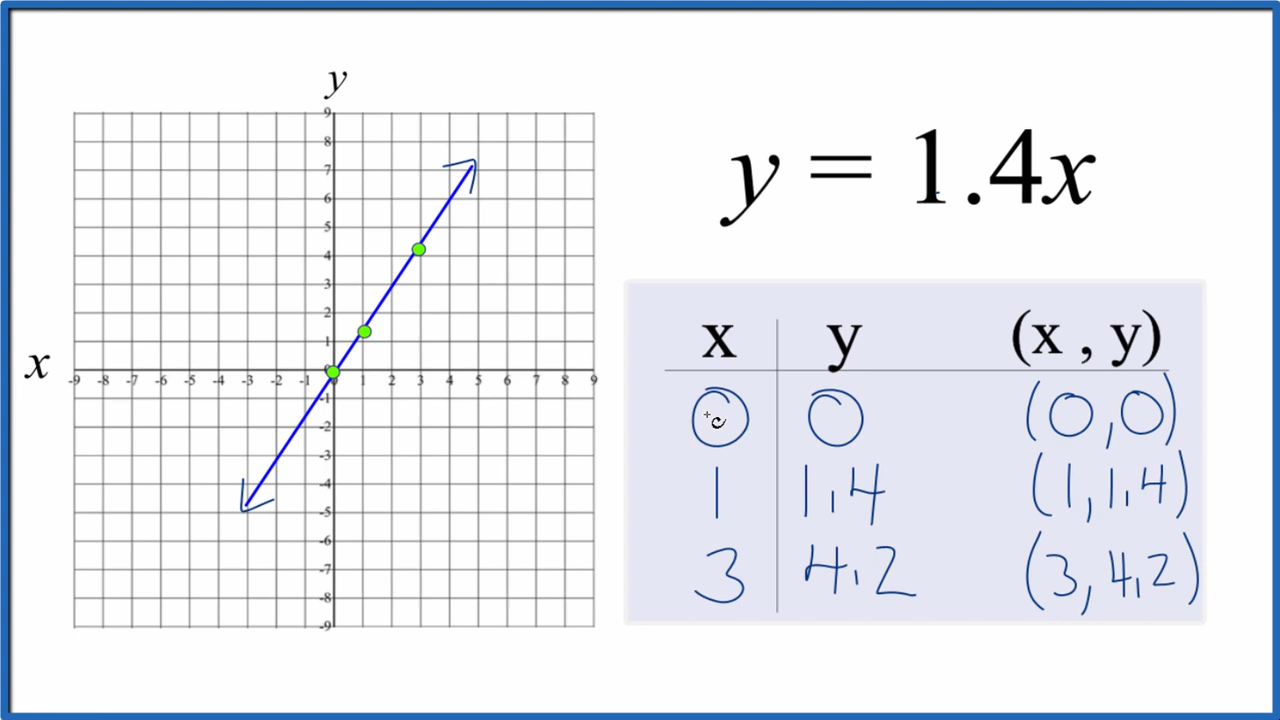 y
9
8
7
6
5
4
3
2
1
x
-9 -8 -7 -6 -5 -4 -3 -2 -1 0 1 2 3 4 5 6 7 8 9
-1
-2
-3
-4
-5
-6
-7
-8
-9
y = 1.4x
x y (x , y)
0 0 (0,0)
1 1.4 (1,1.4)
3 4.2 (3,4.2)